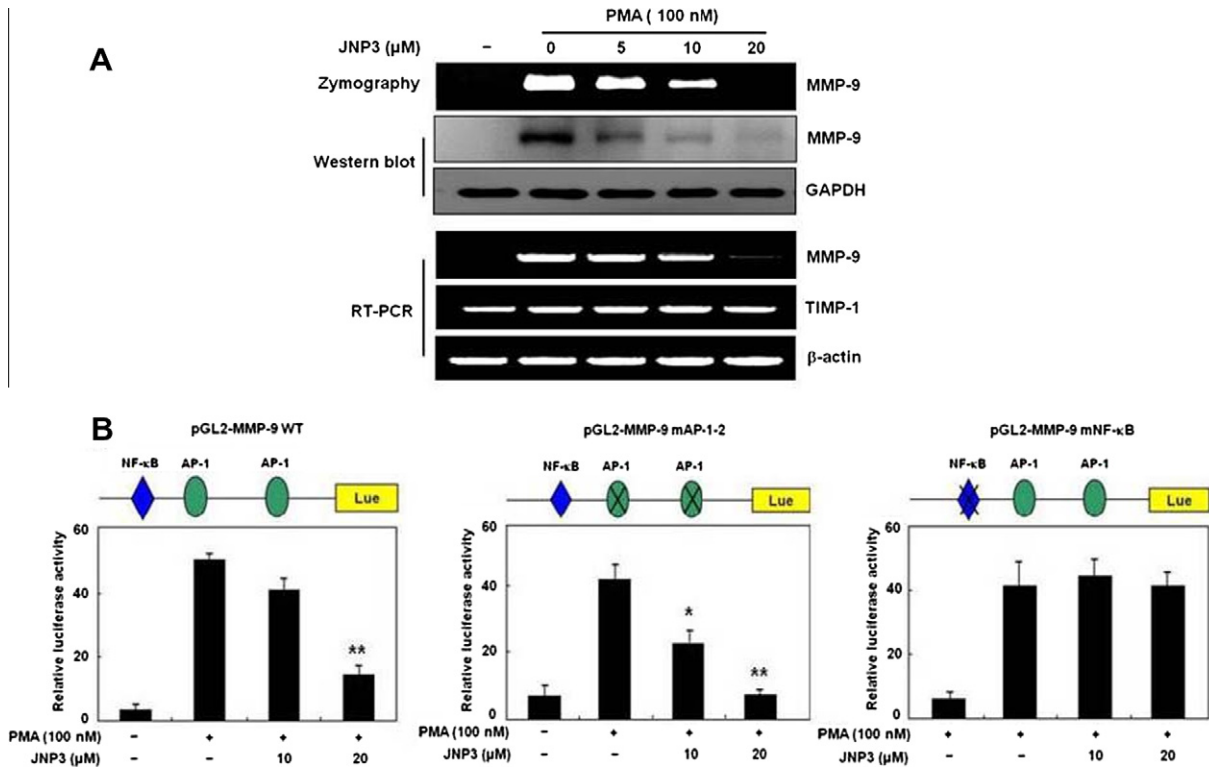 A
PMA ( 100 nM)
JNP3 (µM) – 0 5 10 20
Zymography MMP-9
Western blot MMP-9
GAPDH
RT-PCR MMP-9
TIMP-1
β-actin
B
pGL2-MMP-9 WT
NF-κB AP-1 AP-1
Lue
Relative luciferase activity
60
40
20
0
**
PMA (100 nM) – + + +
JNP3 (µM) – – 10 20
pGL2-MMP-9 mAP-1-2
NF-κB AP-1 AP-1
Lue
Relative luciferase activity
60
40
20
0
*
**
PMA (100 nM) – + + +
JNP3 (µM) – – 10 20
pGL2-MMP-9 mNF-κB
NF-κB AP-1 AP-1
Lue
Relative luciferase activity
60
40
20
0
PMA (100 nM) + + + +
JNP3 (µM) – – 10 20